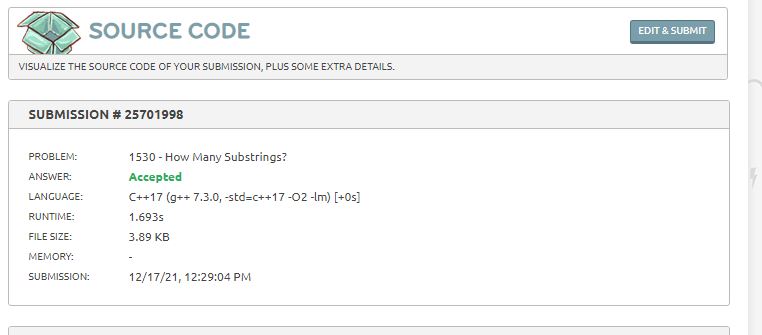 SOURCE CODE
EDIT & SUBMIT
VISUALIZE THE SOURCE CODE OF YOUR SUBMISSION, PLUS SOME EXTRA DETAILS.
SUBMISSION # 25701998
PROBLEM: 1530 - How Many Substrings?
ANSWER: Accepted
LANGUAGE: C++17 (g++ 7.3.0, -std=c++17 -O2 -lm) [+0s]
RUNTIME: 1.693s
FILE SIZE: 3.89 KB
MEMORY: -
SUBMISSION: 12/17/21, 12:29:04 PM